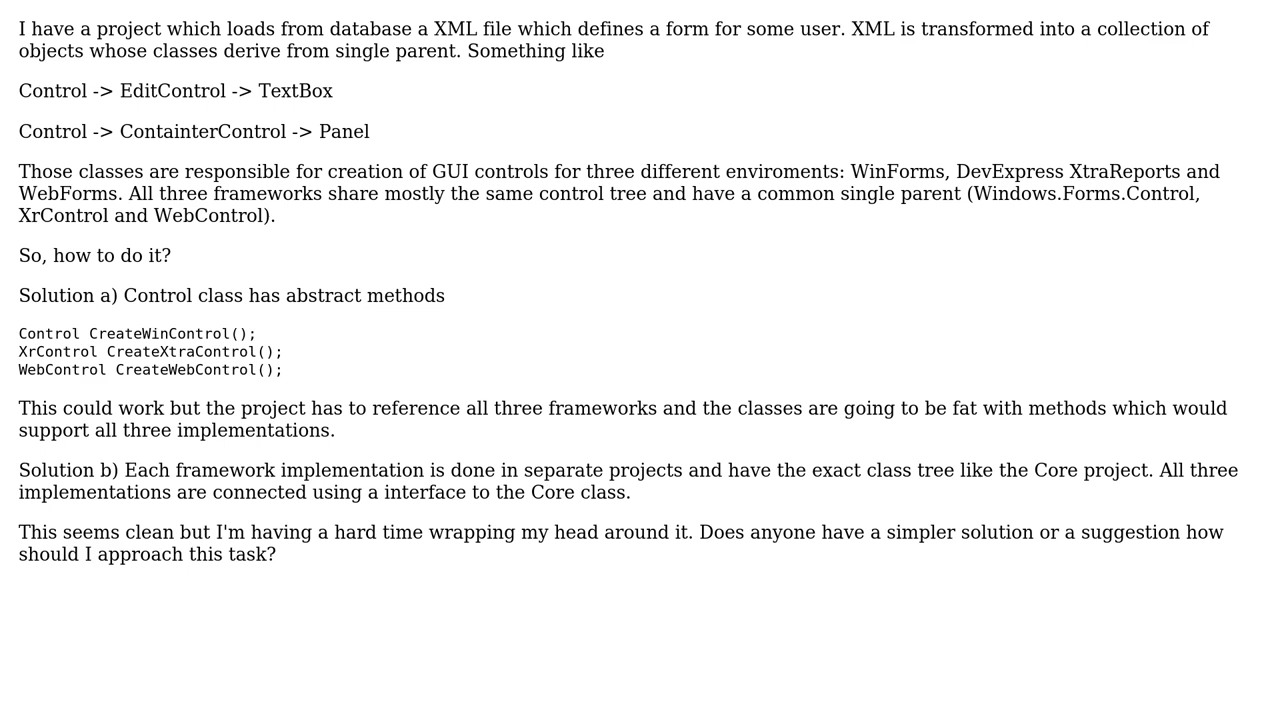 I have a project which loads from database a XML file which defines a form for some user. XML is transformed into a collection of
objects whose classes derive from single parent. Something like
Control -> EditControl -> TextBox
Control -> ContainterControl -> Panel
Those classes are responsible for creation of GUI controls for three different enviroments: WinForms, DevExpress XtraReports and
WebForms. All three frameworks share mostly the same control tree and have a common single parent (Windows.Forms.Control,
XrControl and WebControl).
So, how to do it?
Solution a) Control class has abstract methods
Control CreateWinControl();
XrControl CreateXtraControl();
WebControl CreateWebControl();
This could work but the project has to reference all three frameworks and the classes are going to be fat with methods which would
support all three implementations.
Solution b) Each framework implementation is done in separate projects and have the exact class tree like the Core project. All three
implementations are connected using a interface to the Core class.
This seems clean but I'm having a hard time wrapping my head around it. Does anyone have a simpler solution or a suggestion how
should I approach this task?